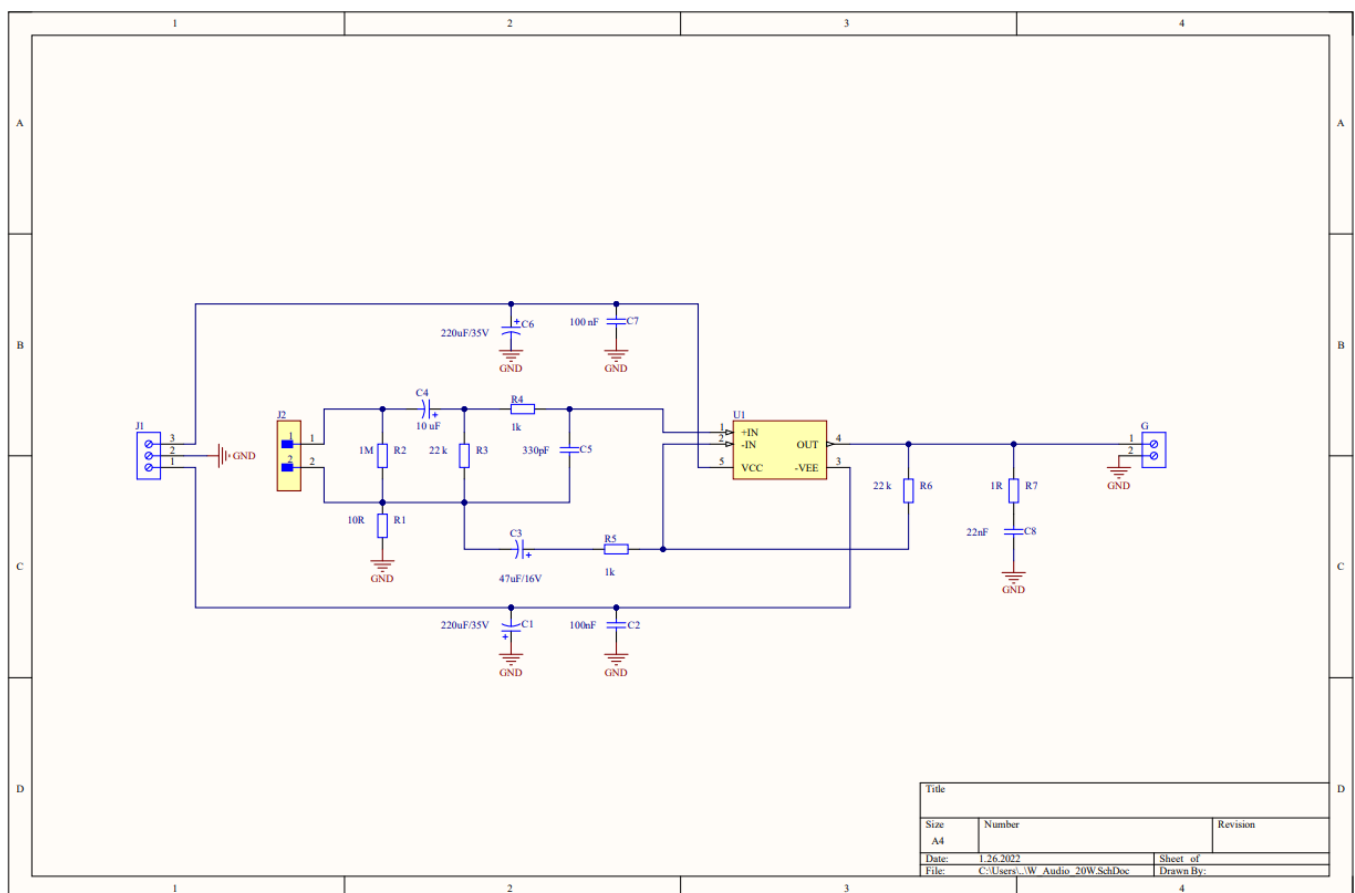 1 2 3 4
A A
B B
C C
D D
220uF/35V
+
C6
100 nF
C7
GND
GND
C4
+
10 uF
R4
1k
J1
3
2
1
GND
J2
1 1
2 2
1M
R2
22 k
R3
330pF
C5
U1
1 +IN
2 -IN
5 VCC
OUT 4
-VEE 3
22 k
R6
1R
R7
22nF
C8
GND
G
1
2
GND
10R
R1
GND
C3
+
47uF/16V
R5
1k
220uF/35V
+
C1
100nF
C2
GND
GND
Title
Size Number Revision
A4
Date: 1.26.2022 Sheet of
File: C:\Users\..\W_Audio_20W.SchDoc Drawn By:
1 2 3 4